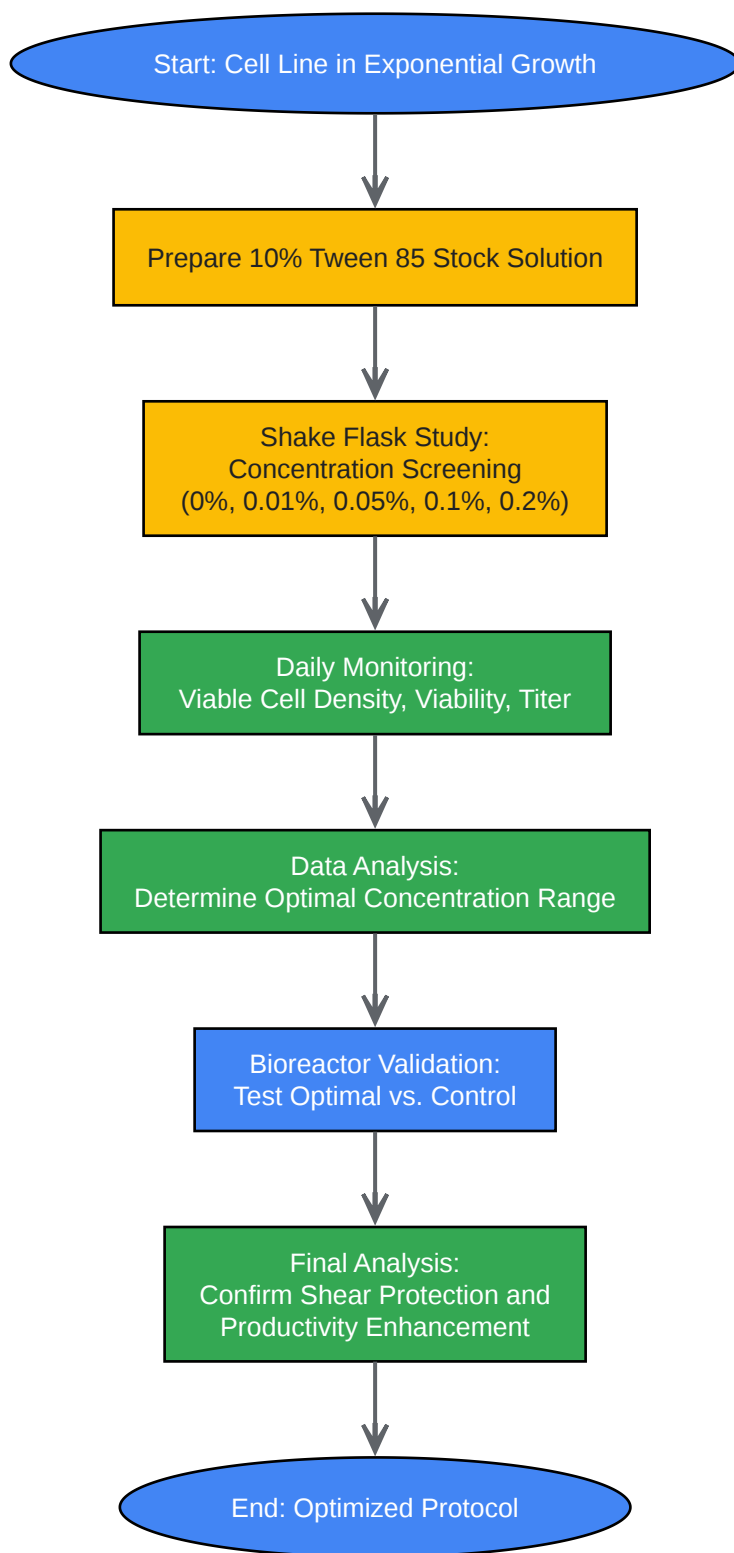 Start: Cell Line in Exponential Growth
Prepare 10% Tween 85 Stock Solution
Shake Flask Study:
Concentration Screening
(0%, 0.01%, 0.05%, 0.1%, 0.2%)
Daily Monitoring:
Viable Cell Density, Viability, Titer
Data Analysis:
Determine Optimal Concentration Range
Bioreactor Validation:
Test Optimal vs. Control
Final Analysis:
Confirm Shear Protection and
Productivity Enhancement
End: Optimized Protocol